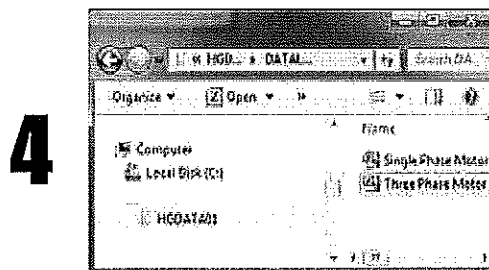 4
HGD... DATAL...
Search DA...
Organize Open »
Name
Computer
Local Disk (C:)
HGDATA01
Single Phase Motor
Three Phase Motor